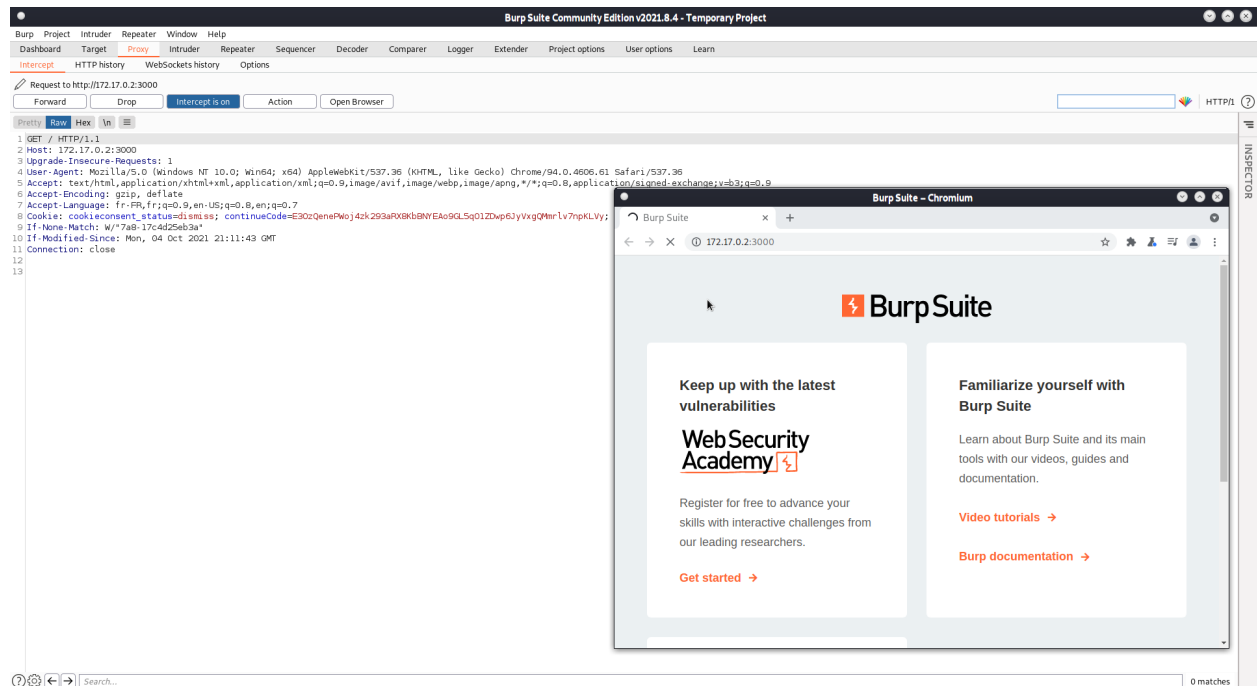 Burp Suite Community Edition v2021.8.4 - Temporary Project
Burp Project Intruder Repeater Window Help
Dashboard Target Proxy Intruder Repeater Sequencer Decoder Comparer Logger Extender Project options User options Learn
Intercept HTTP history WebSockets history Options
Request to http://172.17.0.2:3000
Forward Drop Intercept is on Action Open Browser HTTP/1 ?
Pretty Raw Hex \n
1 GET / HTTP/1.1
2 Host: 172.17.0.2:3000
3 Upgrade-Insecure-Requests: 1
4 User-Agent: Mozilla/5.0 (Windows NT 10.0; Win64; x64) AppleWebKit/537.36 (KHTML, like Gecko) Chrome/94.0.4606.61 Safari/537.36
5 Accept: text/html,application/xhtml+xml,application/xml;q=0.9,image/avif,image/webp,image/apng,*/*;q=0.8,application/signed-exchange;v=b3;q=0.9
6 Accept-Encoding: gzip, deflate
7 Accept-Language: fr-FR,fr;q=0.9,en-US;q=0.8,en;q=0.7
8 Cookie: cookieconsent_status=dismiss; continueCode=E3OzQenePWoj4zk293aRX8KbBNYEAo9GL5qO1ZDwp6JyVxgQMmrlv7npKLVy;
9 If-None-Match: W/"7a8-17c4d25eb3a"
10 If-Modified-Since: Mon, 04 Oct 2021 21:11:43 GMT
11 Connection: close
12
13
INSPECTOR
Burp Suite – Chromium
Burp Suite
172.17.0.2:3000
Burp Suite
Keep up with the latest
vulnerabilities
Web Security
Academy
Register for free to advance your
skills with interactive challenges from
our leading researchers.
Get started →
Familiarize yourself with
Burp Suite
Learn about Burp Suite and its main
tools with our videos, guides and
documentation.
Video tutorials →
Burp documentation →
Search...
0 matches